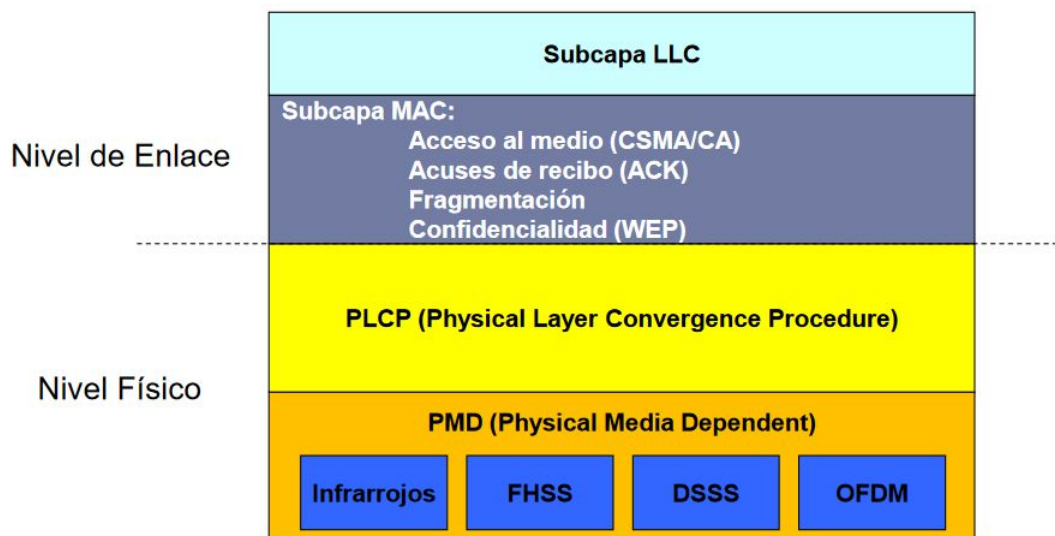 Subcapa LLC
Nivel de Enlace
Subcapa MAC:
Acceso al medio (CSMA/CA)
Acuses de recibo (ACK)
Fragmentación
Confidencialidad (WEP)
Nivel Físico
PLCP (Physical Layer Convergence Procedure)
PMD (Physical Media Dependent)
Infrarrojos
FHSS
DSSS
OFDM